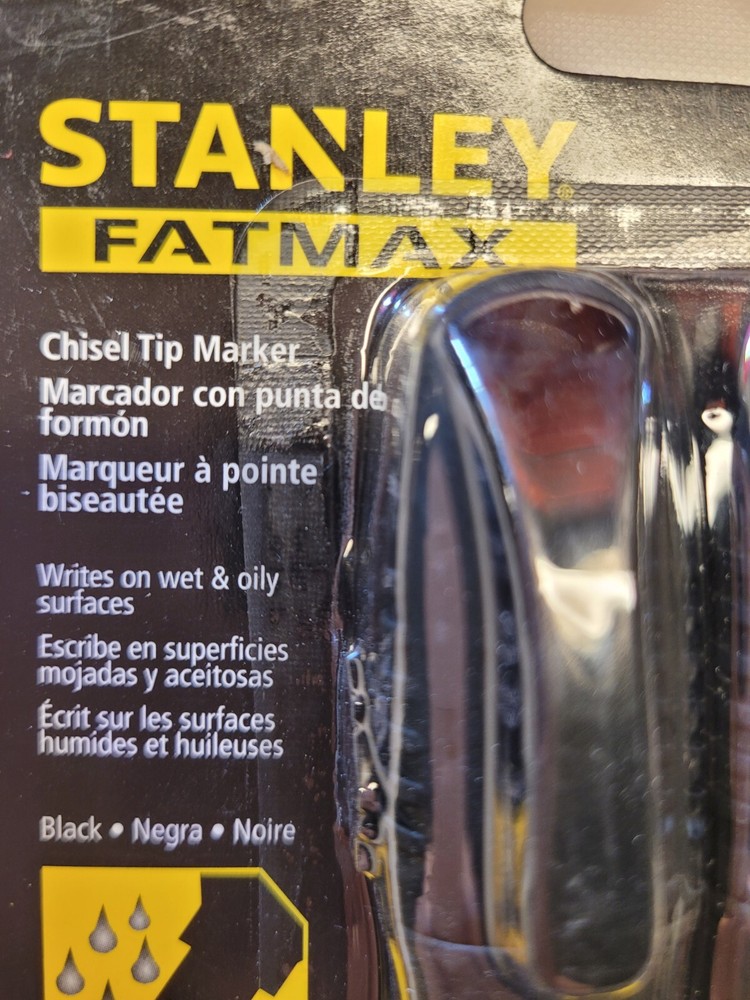 STANLEY®
FATMAX
Chisel Tip Marker
Marcador con punta de
formón
Marqueur à pointe
biseautée
Writes on wet & oily
surfaces
Escribe en superficies
mojadas y aceitosas
Écrit sur les surfaces
humides et huileuses
Black • Negra • Noire